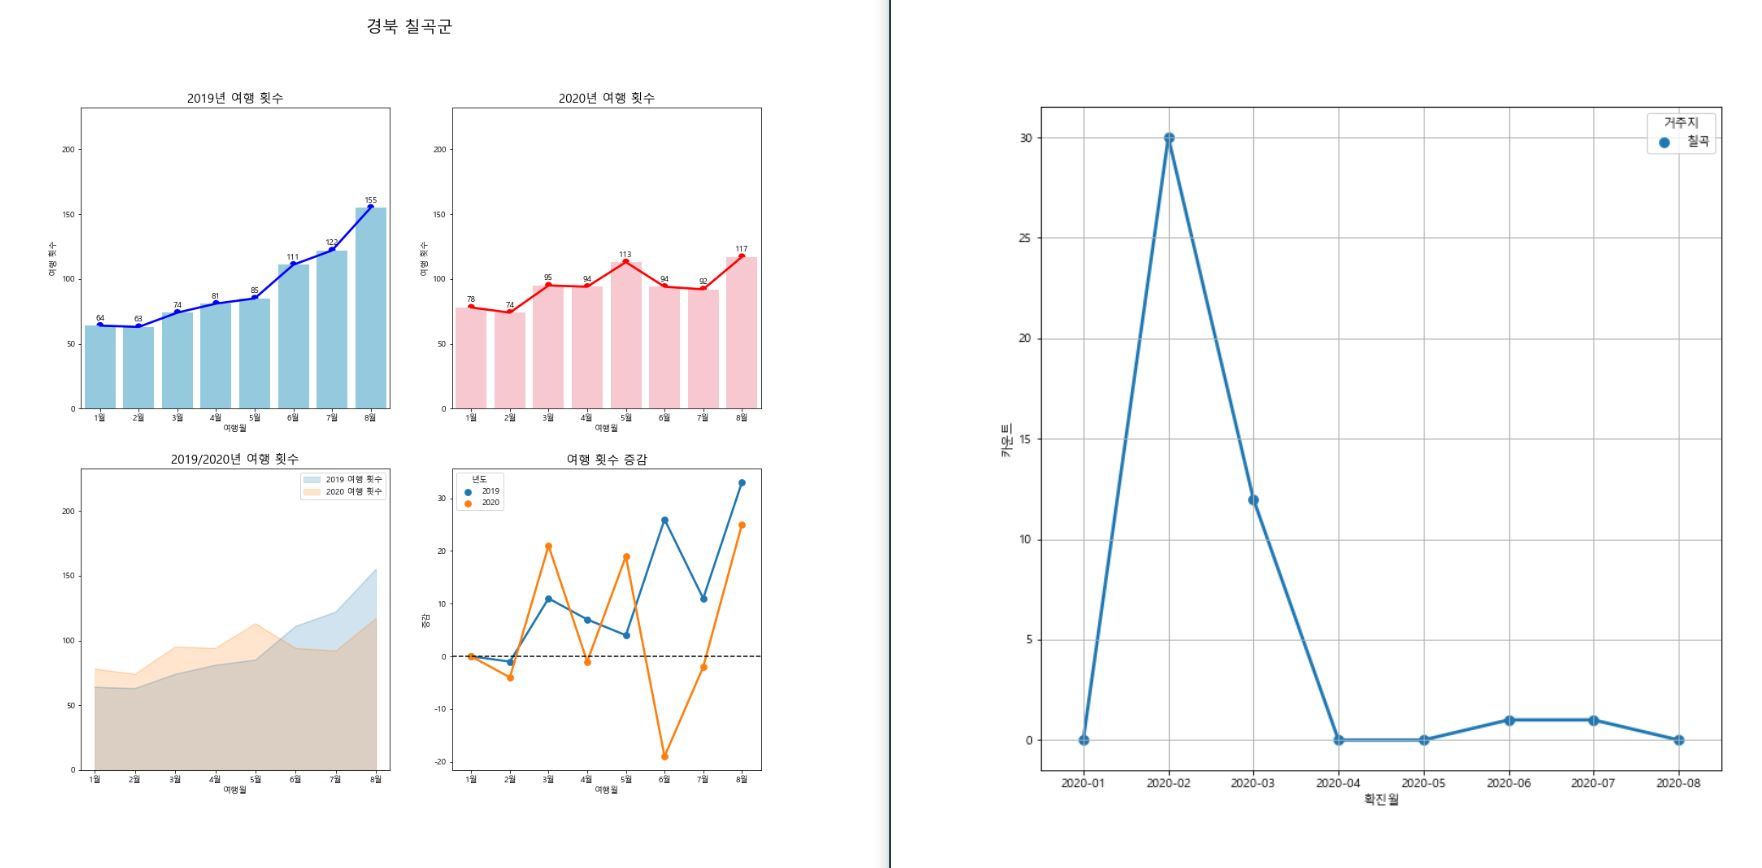 경북 칠곡군
2019년 여행 횟수
여행 횟수
200
150
100
50
0
64
63
74
81
85
111
122
155
1월
2월
3월
4월
5월
6월
7월
8월
여행월
2020년 여행 횟수
여행 횟수
200
150
100
50
0
78
74
95
94
113
94
92
117
1월
2월
3월
4월
5월
6월
7월
8월
여행월
2019/2020년 여행 횟수
2019 여행 횟수
2020 여행 횟수
200
150
100
50
0
1월
2월
3월
4월
5월
6월
7월
8월
여행월
여행 횟수 증감
년도
2019
2020
증감
30
20
10
0
-10
-20
1월
2월
3월
4월
5월
6월
7월
8월
여행월
거주지
칠곡
카운트
30
25
20
15
10
5
0
2020-01
2020-02
2020-03
2020-04
2020-05
2020-06
2020-07
2020-08
확진월